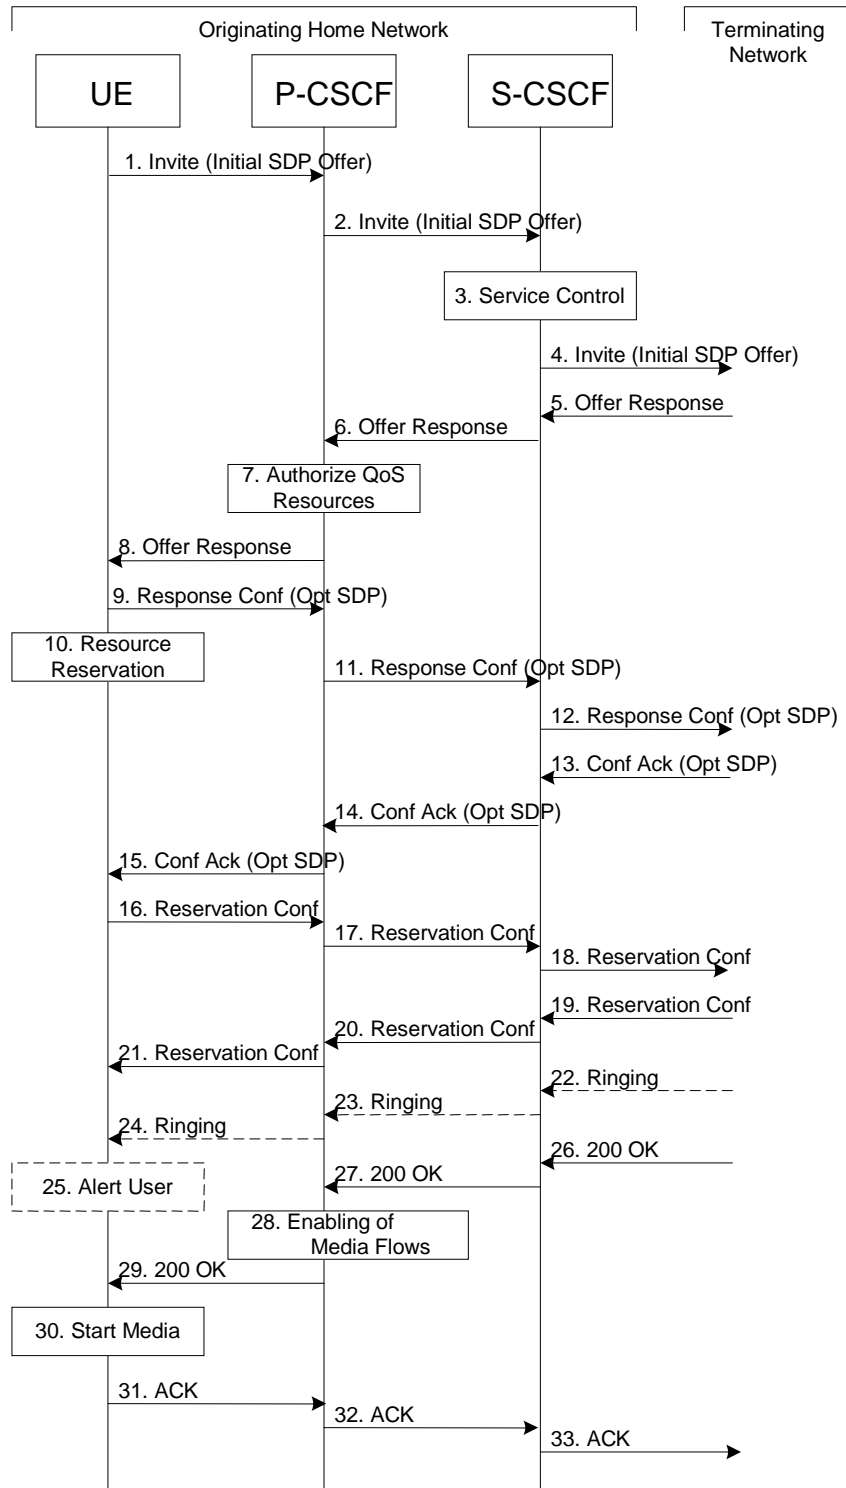 Originating Home Network
Terminating
Network
UE
P-CSCF
S-CSCF
1. Invite (Initial SDP Offer)
2. Invite (Initial SDP Offer)
3. Service Control
4. Invite (Initial SDP Offer)
5. Offer Response
6. Offer Response
7. Authorize QoS
Resources
8. Offer Response
9. Response Conf (Opt SDP)
10. Resource
Reservation
11. Response Conf (Opt SDP)
12. Response Conf (Opt SDP)
13. Conf Ack (Opt SDP)
14. Conf Ack (Opt SDP)
15. Conf Ack (Opt SDP)
16. Reservation Conf
17. Reservation Conf
18. Reservation Conf
19. Reservation Conf
20. Reservation Conf
21. Reservation Conf
22. Ringing
23. Ringing
24. Ringing
25. Alert User
26. 200 OK
27. 200 OK
28. Enabling of
Media Flows
29. 200 OK
30. Start Media
31. ACK
32. ACK
33. ACK